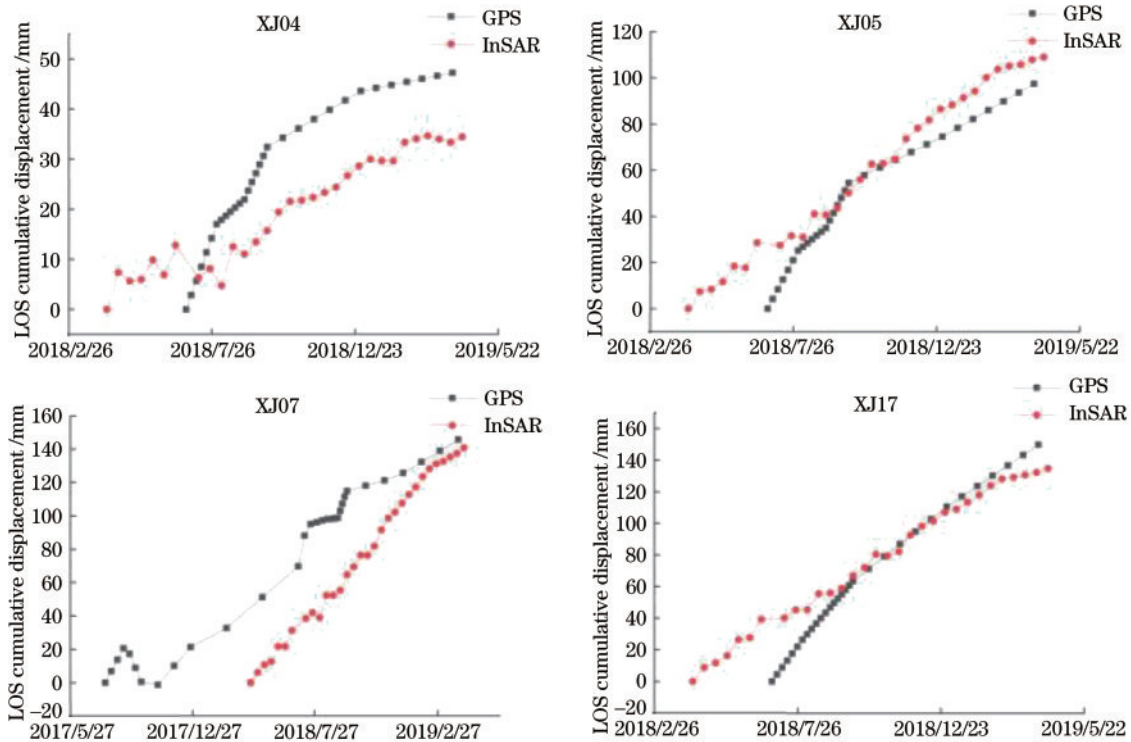 XJ04
GPS
InSAR
LOS cumulative displacement /mm
50
40
30
20
10
0
2018/2/26 2018/7/26 2018/12/23 2019/5/22
XJ05
GPS
InSAR
LOS cumulative displacement /mm
120
100
80
60
40
20
0
2018/2/26 2018/7/26 2018/12/23 2019/5/22
XJ07
GPS
InSAR
LOS cumulative displacement /mm
160
140
120
100
80
60
40
20
0
-20
2017/5/27 2017/12/27 2018/7/27 2019/2/27
XJ17
GPS
InSAR
LOS cumulative displacement /mm
160
140
120
100
80
60
40
20
0
-20
2018/2/26 2018/7/26 2018/12/23 2019/5/22